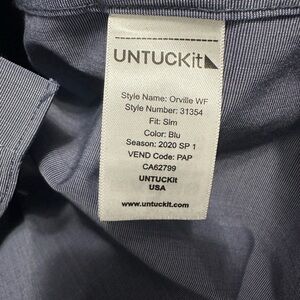 UNTUCKit
Style Name: Orville WF
Style Number: 31354
Fit: Slm
Color: Blu
Season: 2020 SP 1
VEND Code: PAP
CA62799
UNTUCKit
USA
www.untuckit.com